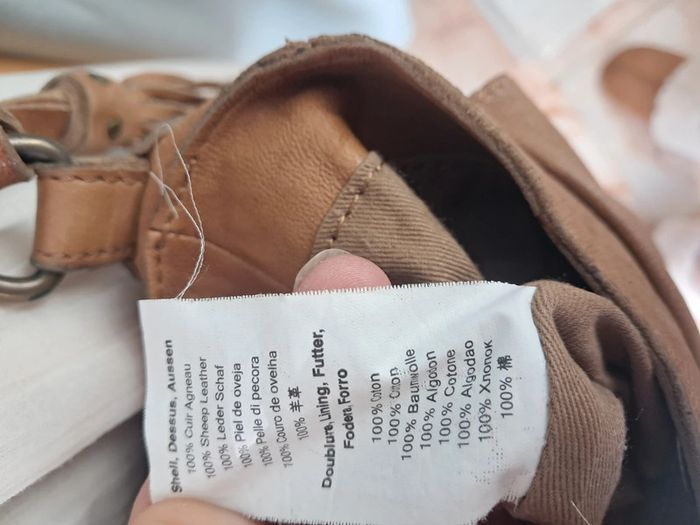 Shell, Dessus, Aussen
100% Cuir Agneau
100% Sheep Leather
100% Leder Schaf
100% Piel de oveja
100% Pelle di pecora
100% Couro de ovelha
100% 羊革
Doublure, Lining, Futter,
Fodera, Forro
100% Coton
100% Coton
100% Baumwolle
100% Algodon
100% Cotone
100% Algodao
100% Хлопок
100% 棉